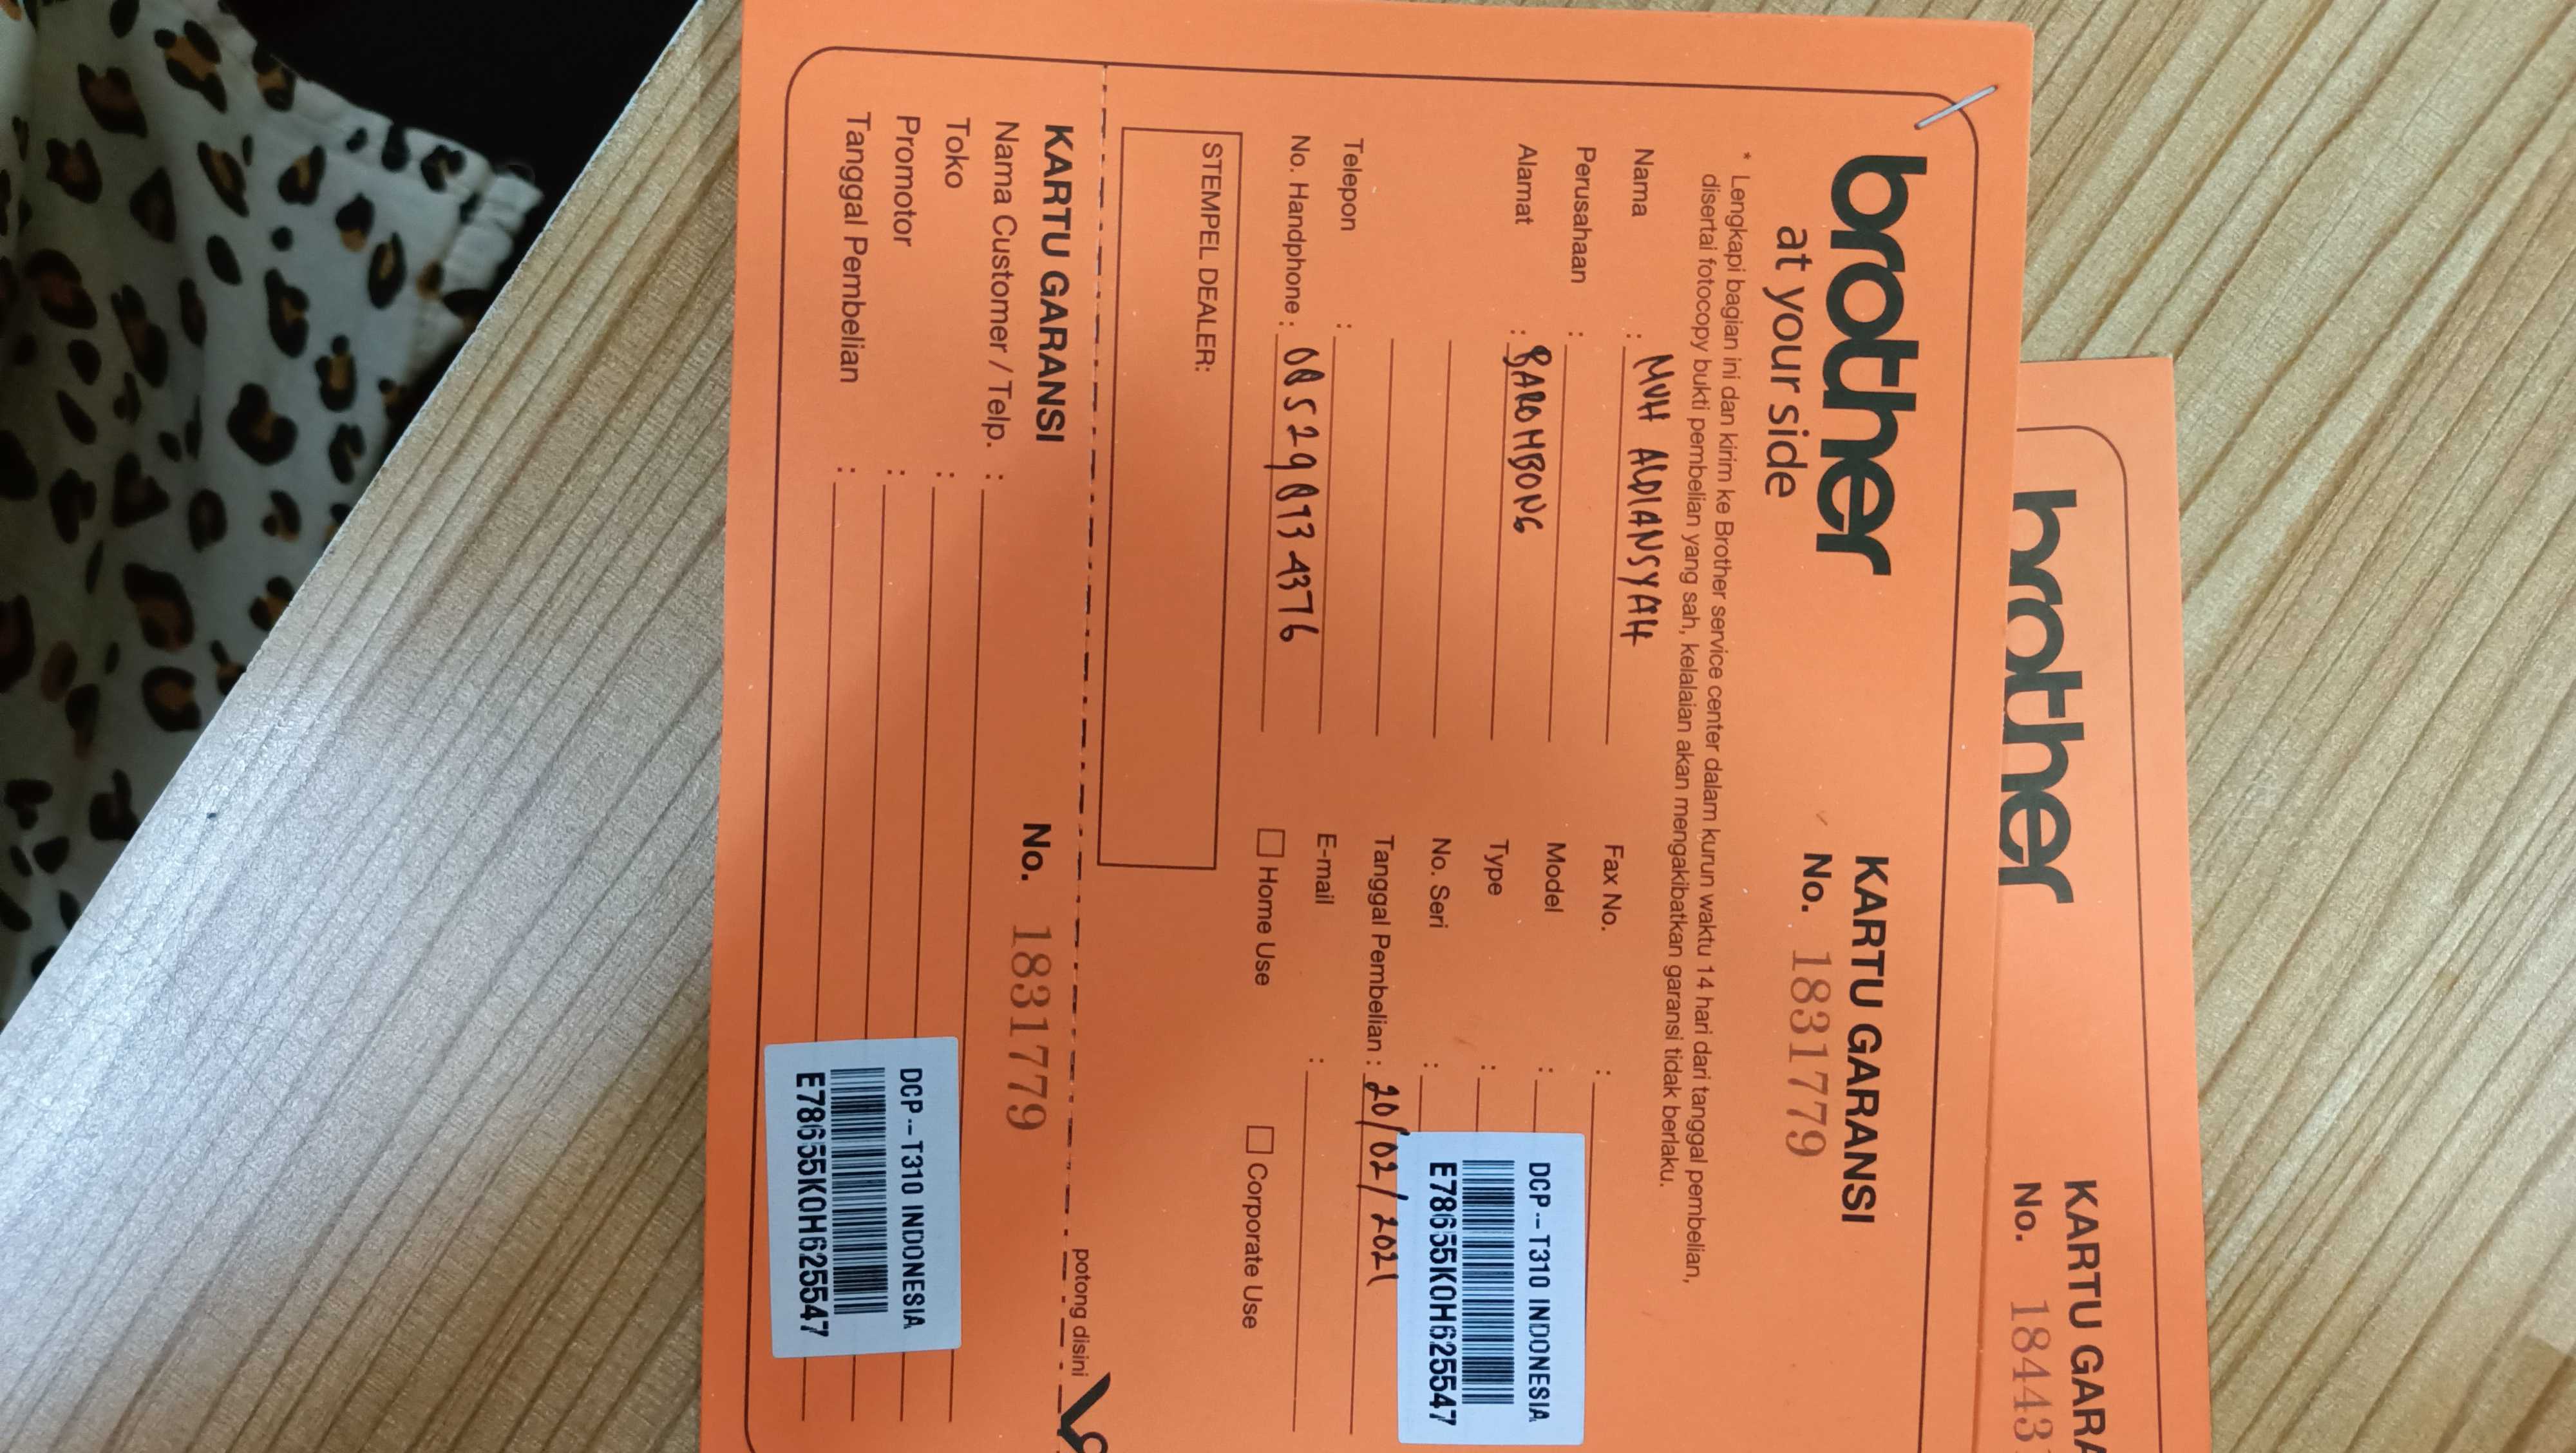 brother
at your side
KARTU GARANSI
No. 1831779
* Lengkapi bagian ini dan kirim ke Brother service center dalam kurun waktu 14 hari dari tanggal pembelian,
disertai fotocopy bukti pembelian yang sah, kelalaian akan mengakibatkan garansi tidak berlaku.
Nama : MUH ALDIANSYAH
Perusahaan :
Alamat : BAROMBONG
Telepon :
No. Handphone :
Fax No. :
Model :
Type :
No. Seri :
DCP-T310 INDONESIA
E78655K0H625547
Tanggal Pembelian : 20/02/2021
E-mail :
Home Use
Corporate Use
STEMPEL DEALER:
potong disini
KARTU GARANSI
No. 1831779
Nama Customer / Telp. :
Toko :
Promotor :
Tanggal Pembelian :
DCP-T310 INDONESIA
E78655K0H625547
brother
KARTU GARA
No. 18443